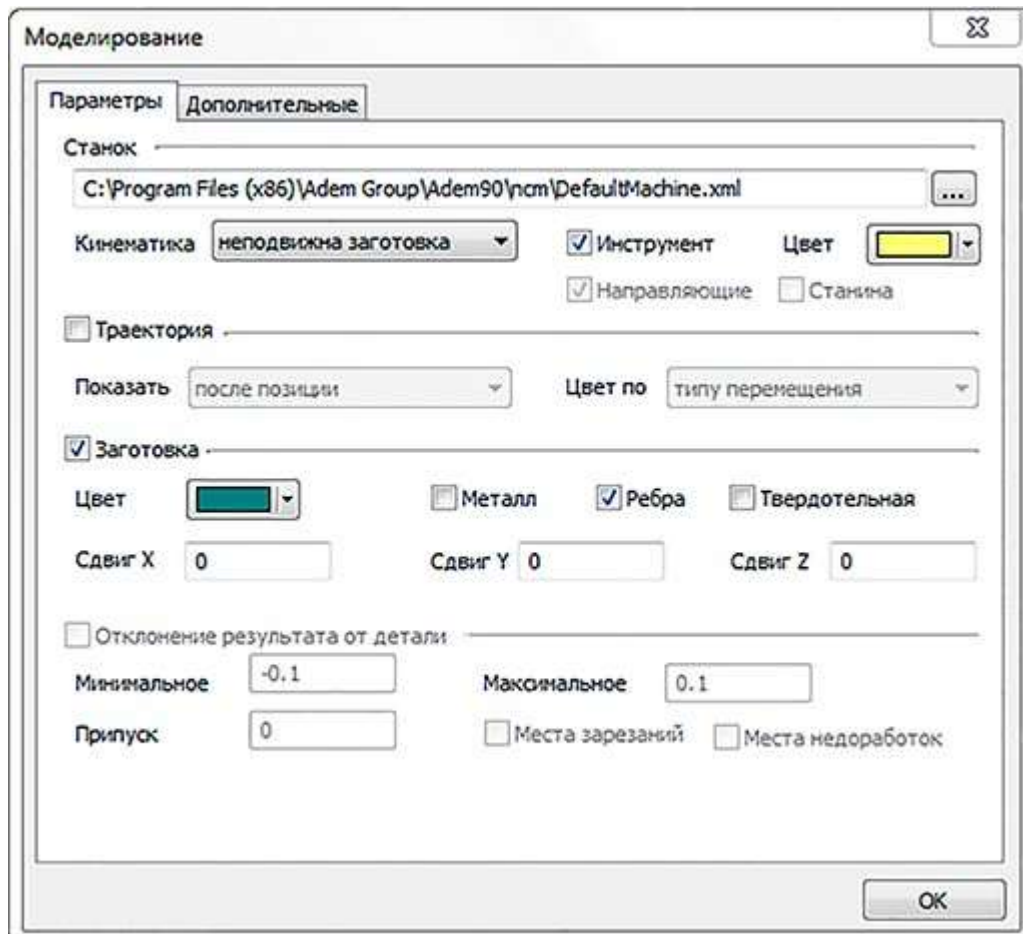 Моделирование
Параметры Дополнительные
Станок
C:\Program Files (x86)\Adem Group\Adem90\ncm\DefaultMachine.xml ...
Кинематика неподвижна заготовка Инструмент Цвет
Направляющие Станина
Траектория
Показать после позиции Цвет по типу перемещения
Заготовка
Цвет Металл Ребра Твердотельная
Сдвиг X 0 Сдвиг Y 0 Сдвиг Z 0
Отклонение результата от детали
Минимальное -0.1 Максимальное 0.1
Припуск 0 Места зарезаний Места недоработок
OK